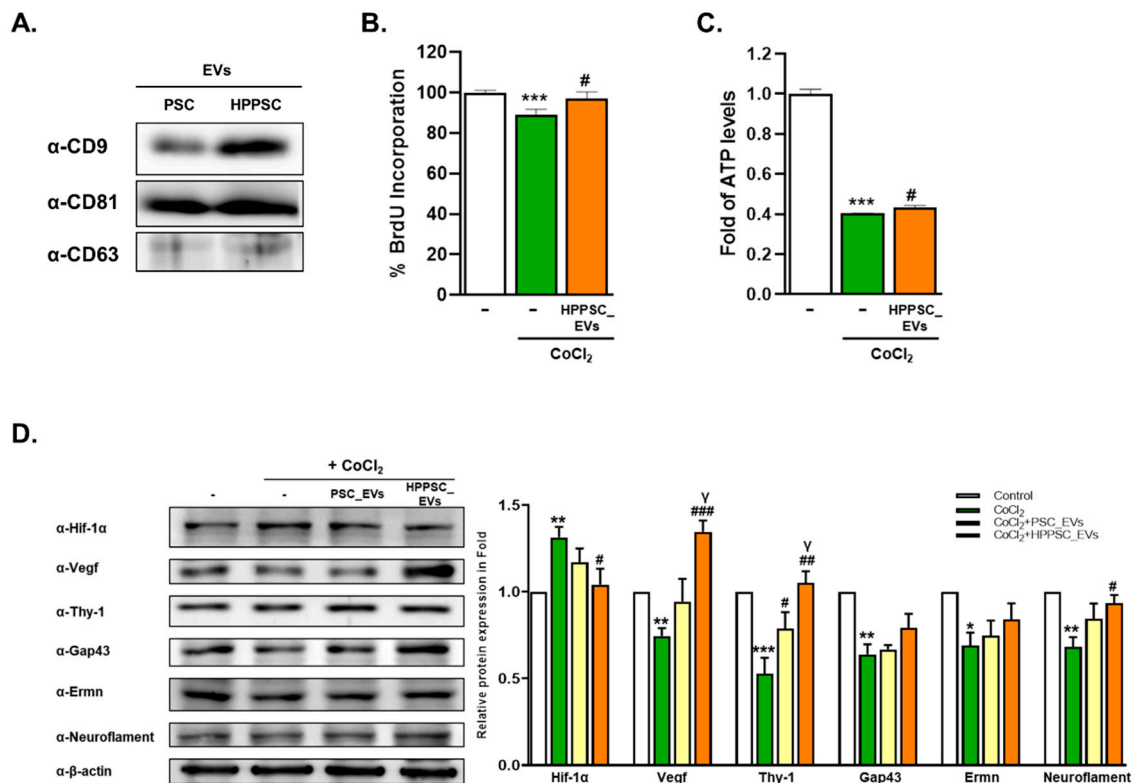 A.
EVs
PSC HPPSC
α-CD9
α-CD81
α-CD63
B.
% BrdU Incorporation
120
100
80
60
40
20
0
***
#
- - HPPSC_
EVs
CoCl2
C.
Fold of ATP levels
1.2
1.0
0.8
0.6
0.4
0.2
0.0
***
#
- - HPPSC_
EVs
CoCl2
D.
+ CoCl2
- - PSC_EVs HPPSC_
EVs
α-Hif-1α
α-Vegf
α-Thy-1
α-Gap43
α-Ermn
α-Neuroflament
α-β-actin
Relative protein expression in Fold
1.5
1.0
0.5
0.0
**
#
**
γ
###
***
#
γ
##
**
*
**
#
Hif-1α Vegf Thy-1 Gap43 Ermn Neuroflament
Control
CoCl2
CoCl2+PSC_EVs
CoCl2+HPPSC_EVs